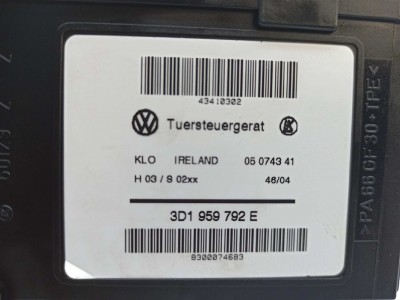 43410302
Tuersteuergerat
KLO IRELAND 05 0743 41
H 03 / S 02xx 46/04
3D1 959 792 E
8300074683
>PA66 GF30+TPE<